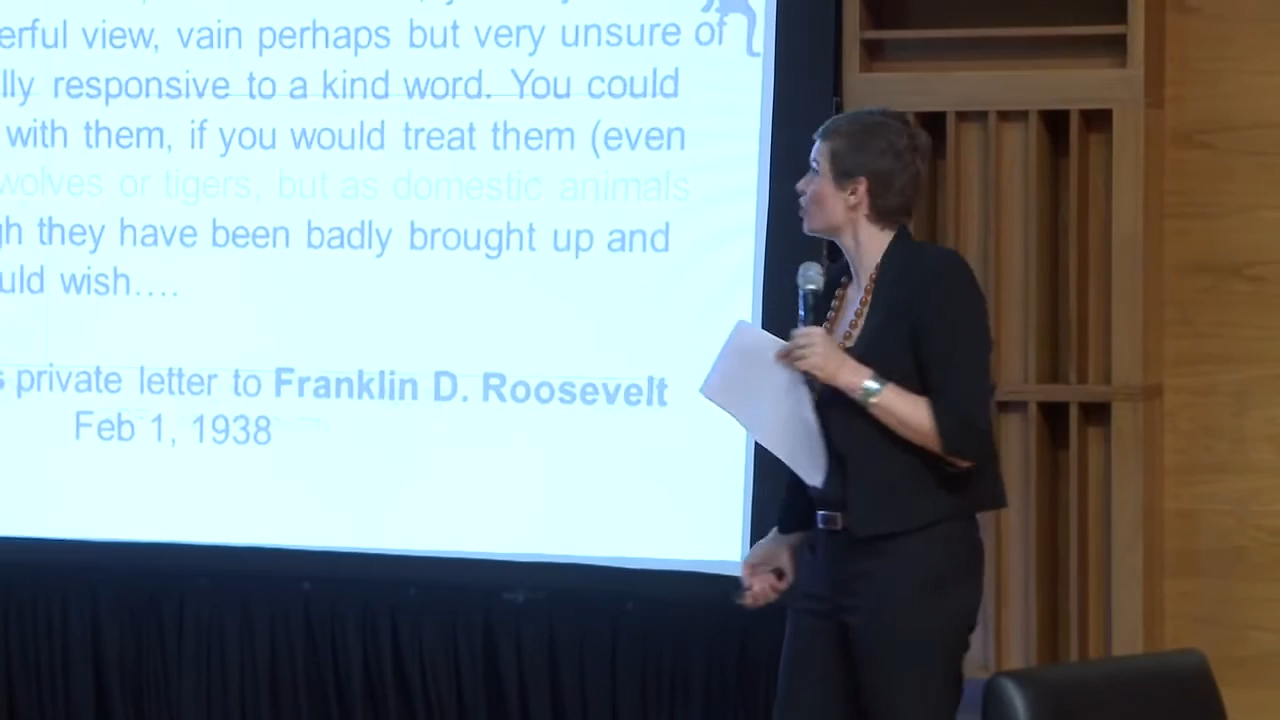 erful view, vain perhaps but very unsure of
lly responsive to a kind word. You could
with them, if you would treat them (even
wolves or tigers, but as domestic animals
gh they have been badly brought up and
uld wish....
s private letter to Franklin D. Roosevelt
Feb 1, 1938